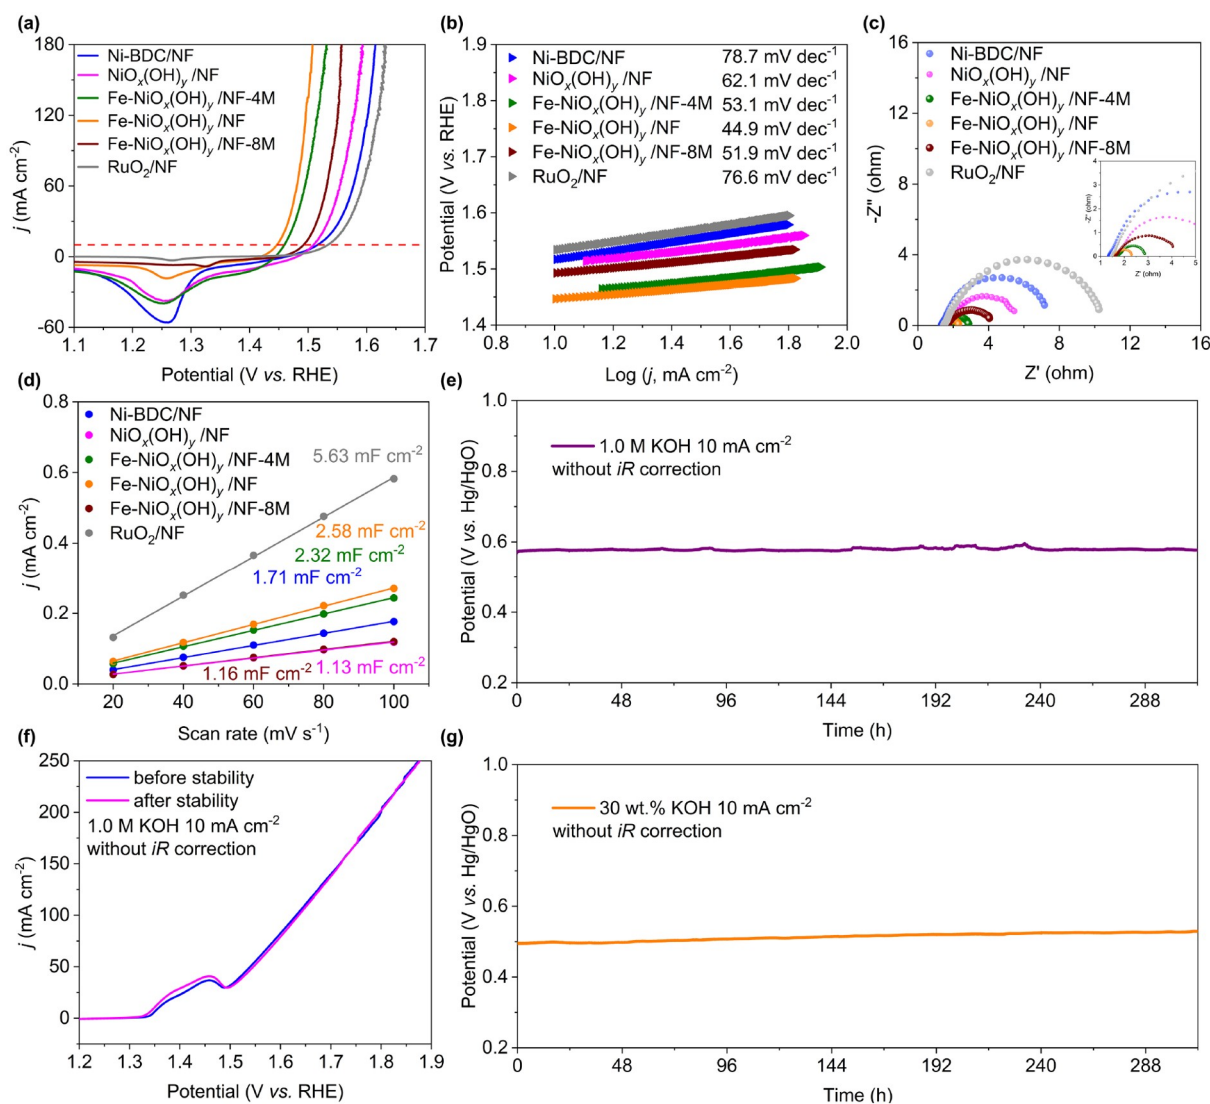 (a)
180
120
60
0
-60
j (mA cm⁻²)
Ni-BDC/NF
NiOₓ(OH)ᵧ /NF
Fe-NiOₓ(OH)ᵧ /NF-4M
Fe-NiOₓ(OH)ᵧ /NF
Fe-NiOₓ(OH)ᵧ /NF-8M
RuO₂/NF
1.1 1.2 1.3 1.4 1.5 1.6 1.7
Potential (V vs. RHE)
(b)
1.9
1.8
1.7
1.6
1.5
1.4
Potential (V vs. RHE)
Ni-BDC/NF 78.7 mV dec⁻¹
NiOₓ(OH)ᵧ /NF 62.1 mV dec⁻¹
Fe-NiOₓ(OH)ᵧ /NF-4M 53.1 mV dec⁻¹
Fe-NiOₓ(OH)ᵧ /NF 44.9 mV dec⁻¹
Fe-NiOₓ(OH)ᵧ /NF-8M 51.9 mV dec⁻¹
RuO₂/NF 76.6 mV dec⁻¹
0.8 1.0 1.2 1.4 1.6 1.8 2.0
Log (j, mA cm⁻²)
(c)
16
12
8
4
0
-Z" (ohm)
Ni-BDC/NF
NiOₓ(OH)ᵧ /NF
Fe-NiOₓ(OH)ᵧ /NF-4M
Fe-NiOₓ(OH)ᵧ /NF
Fe-NiOₓ(OH)ᵧ /NF-8M
RuO₂/NF
4
3
2
1
0
-Z" (ohm)
1 2 3 4 5
Z' (ohm)
0 4 8 12 16
Z' (ohm)
(d)
0.8
0.6
0.4
0.2
0.0
j (mA cm⁻²)
Ni-BDC/NF
NiOₓ(OH)ᵧ /NF
Fe-NiOₓ(OH)ᵧ /NF-4M
Fe-NiOₓ(OH)ᵧ /NF
Fe-NiOₓ(OH)ᵧ /NF-8M
RuO₂/NF
5.63 mF cm⁻²
2.58 mF cm⁻²
2.32 mF cm⁻²
1.71 mF cm⁻²
1.16 mF cm⁻² 1.13 mF cm⁻²
20 40 60 80 100
Scan rate (mV s⁻¹)
(e)
1.0
0.8
0.6
0.4
0.2
Potential (V vs. Hg/HgO)
1.0 M KOH 10 mA cm⁻²
without iR correction
0 48 96 144 192 240 288
Time (h)
(f)
250
200
150
100
50
0
j (mA cm⁻²)
before stability
after stability
1.0 M KOH 10 mA cm⁻²
without iR correction
1.2 1.3 1.4 1.5 1.6 1.7 1.8 1.9
Potential (V vs. RHE)
(g)
1.0
0.8
0.6
0.4
0.2
Potential (V vs. Hg/HgO)
30 wt.% KOH 10 mA cm⁻²
without iR correction
0 48 96 144 192 240 288
Time (h)